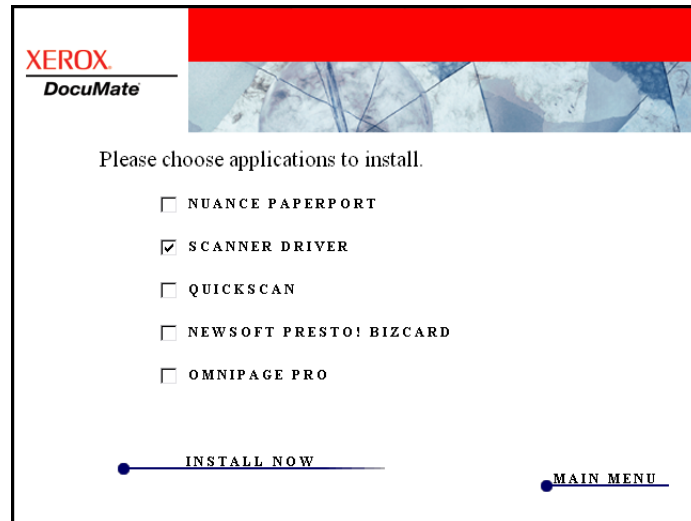 XEROX.
DocuMate
Please choose applications to install.
NUANCE PAPERPORT
SCANNER DRIVER
QUICKSCAN
NEWSOFT PRESTO! BIZCARD
OMNIPAGE PRO
INSTALL NOW
MAIN MENU